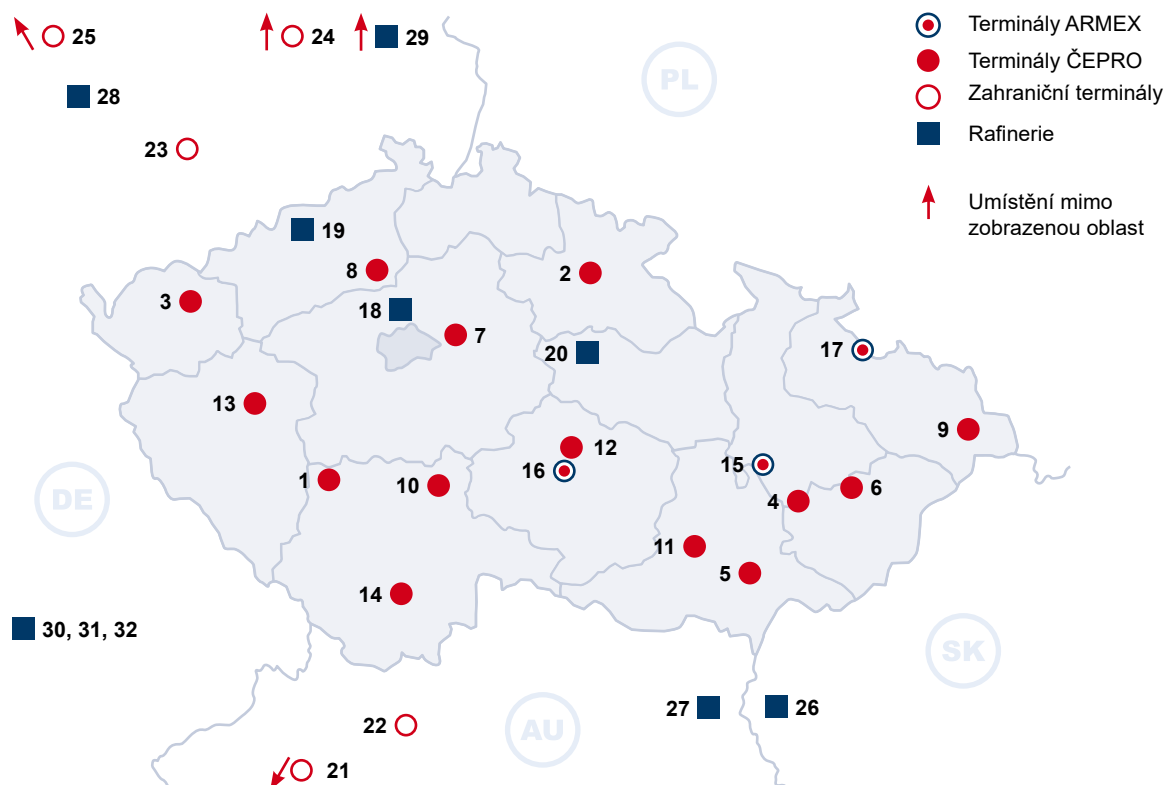 25
24
29
Terminály ARMEX
Terminály ČEPRO
Zahraniční terminály
Rafinerie
Umístění mimo
zobrazenou oblast
PL
28
23
19
8
2
3
18
7
20
17
13
9
12
16
15
1
10
4
6
11
5
14
DE
30, 31, 32
SK
27
26
22
AU
21